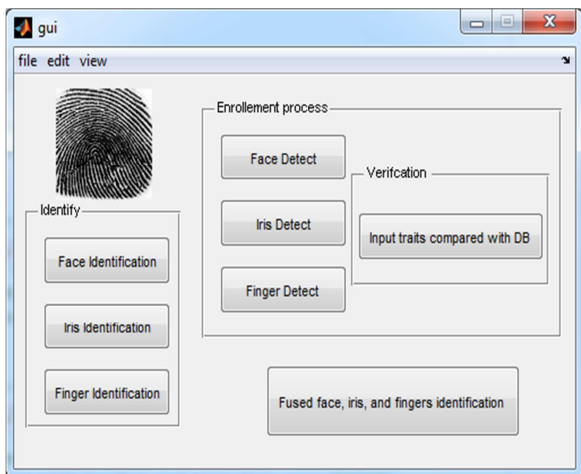 gui
file edit view
Enrollement process
Face Detect
Verifcation
Identify
Iris Detect
Input traits compared with DB
Face Identification
Finger Detect
Iris Identification
Finger Identification
Fused face, iris, and fingers identification